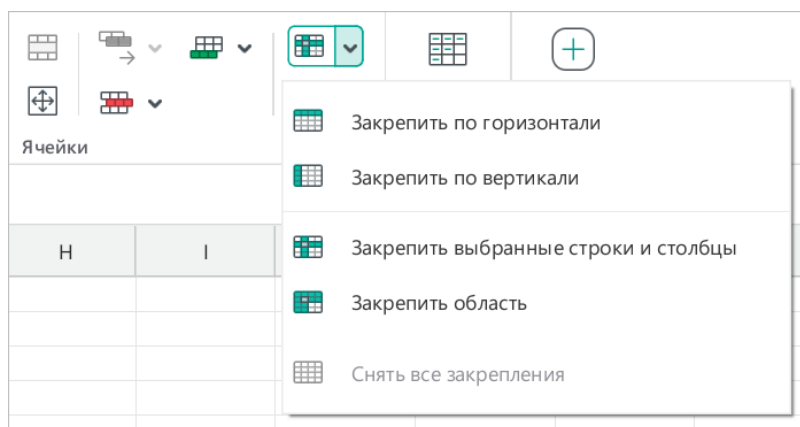 Ячейки
Закрепить по горизонтали
Закрепить по вертикали
H I
Закрепить выбранные строки и столбцы
Закрепить область
Снять все закрепления